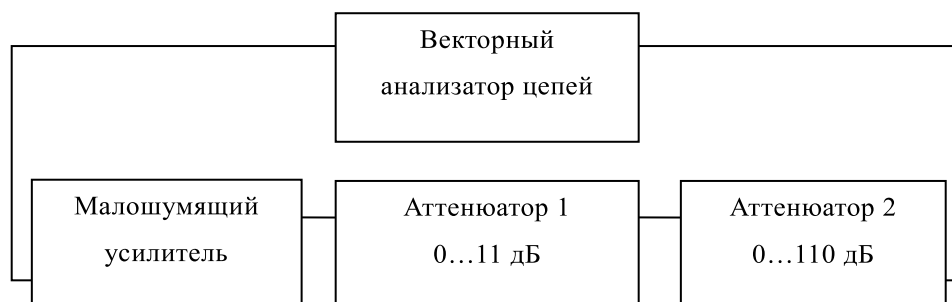 Векторный
анализатор цепей
Малошумящий
усилитель
Аттенюатор 1
0…11 дБ
Аттенюатор 2
0…110 дБ